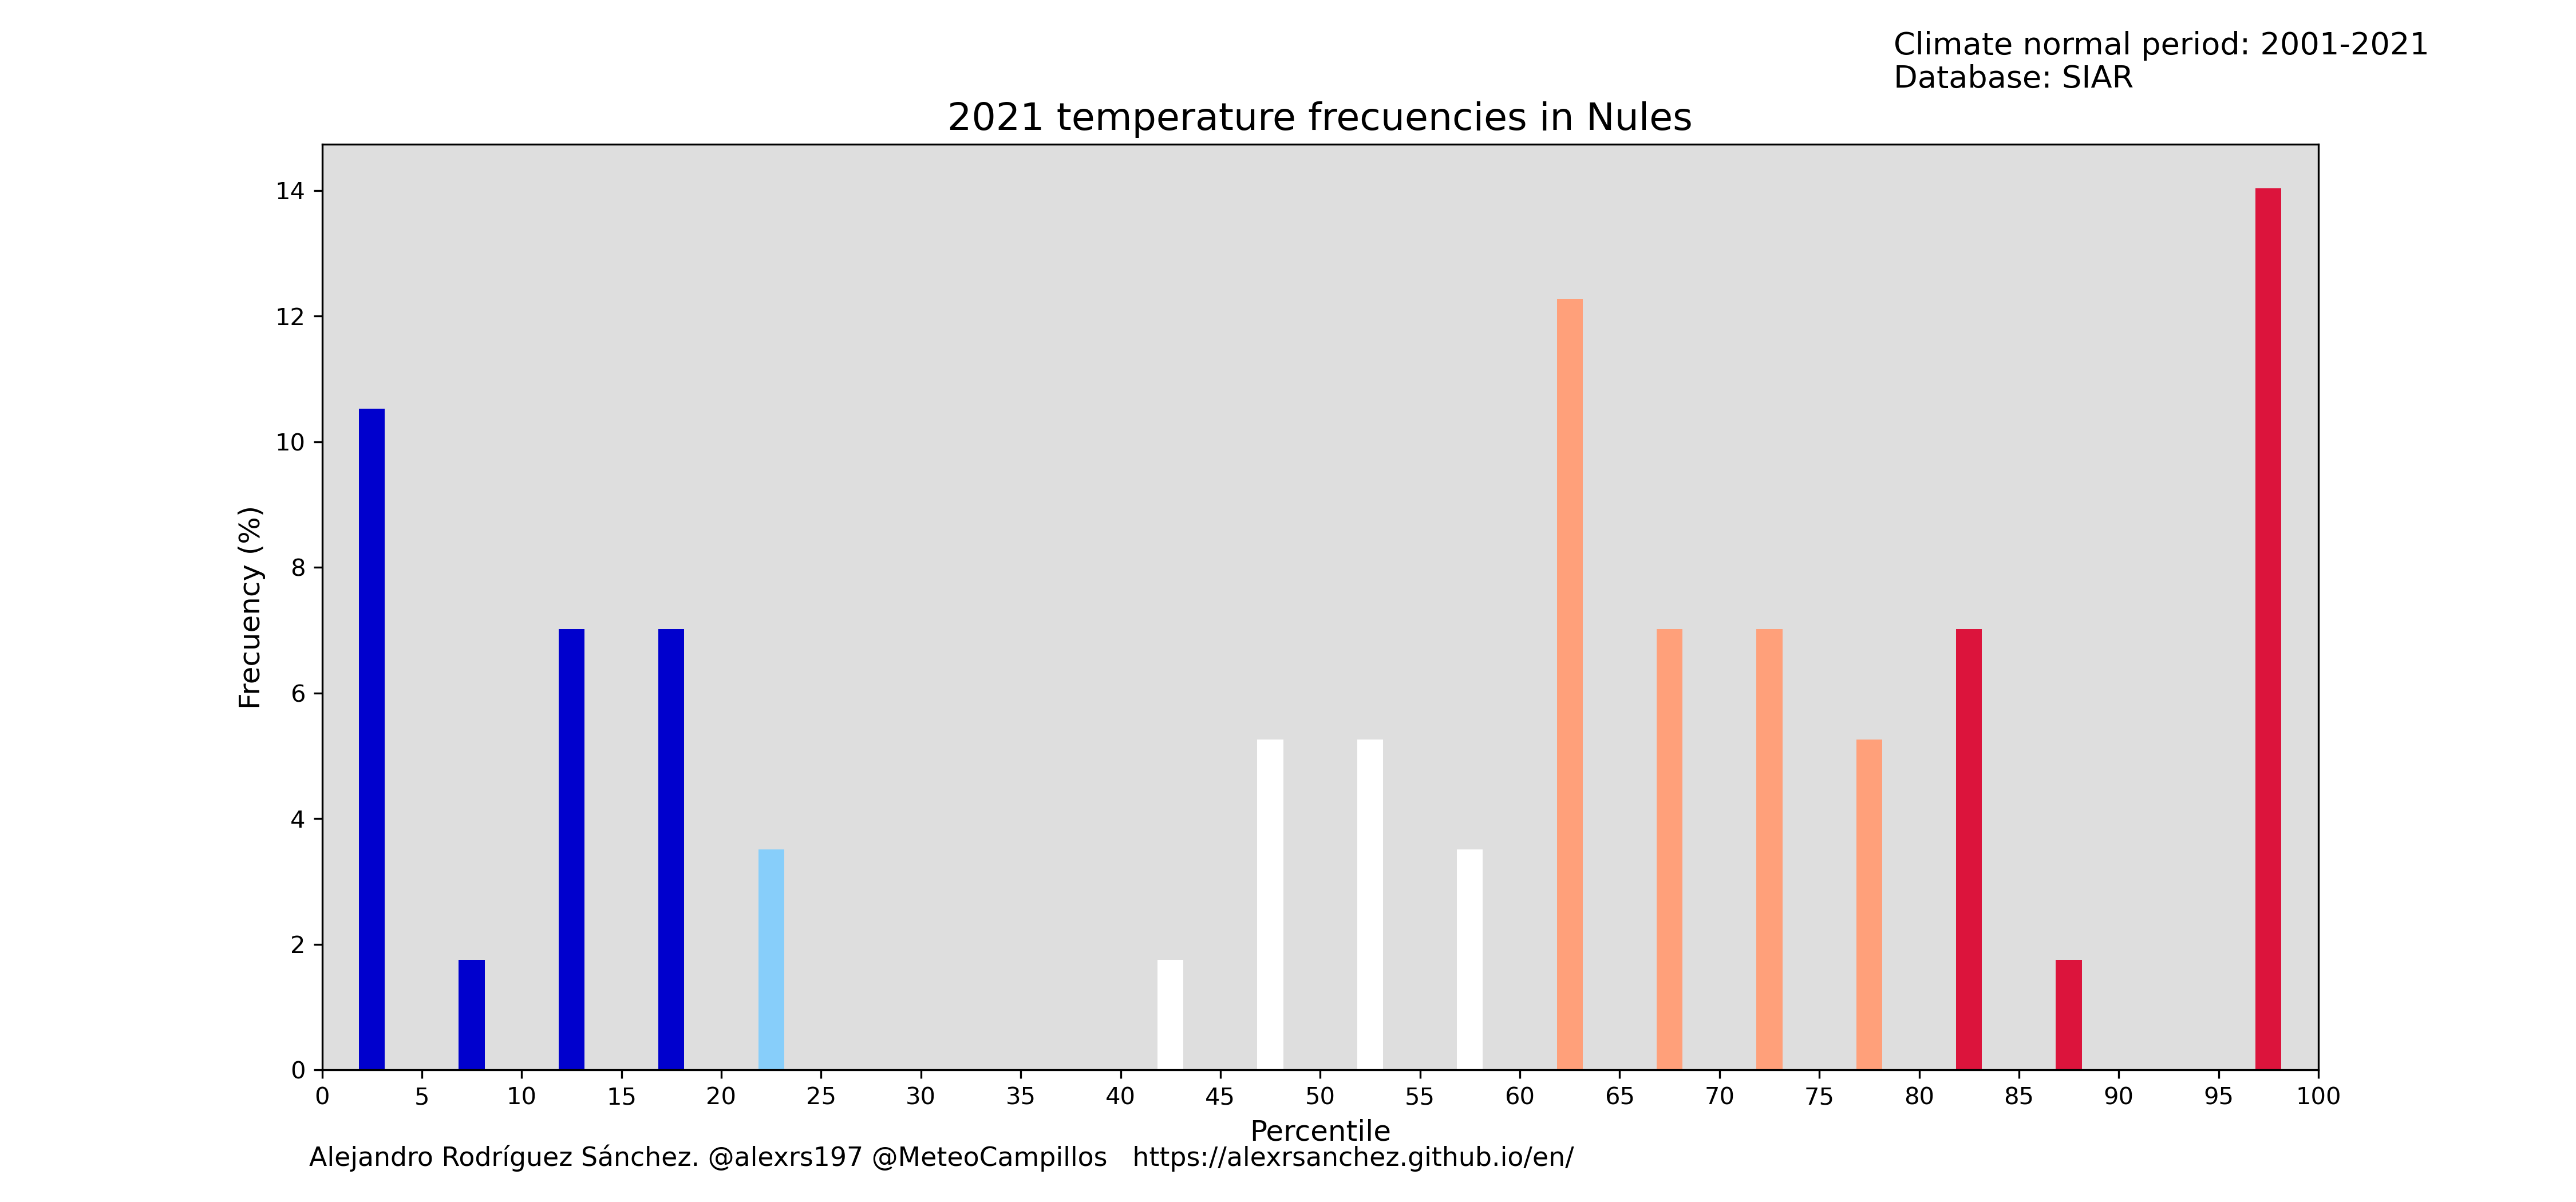 Climate normal period: 2001-2021
Database: SIAR
2021 temperature frecuencies in Nules
Frecuency (%)
14
12
10
8
6
4
2
0
0 5 10 15 20 25 30 35 40 45 50 55 60 65 70 75 80 85 90 95 100
Percentile
Alejandro Rodríguez Sánchez. @alexrs197 @MeteoCampillos https://alexrsanchez.github.io/en/